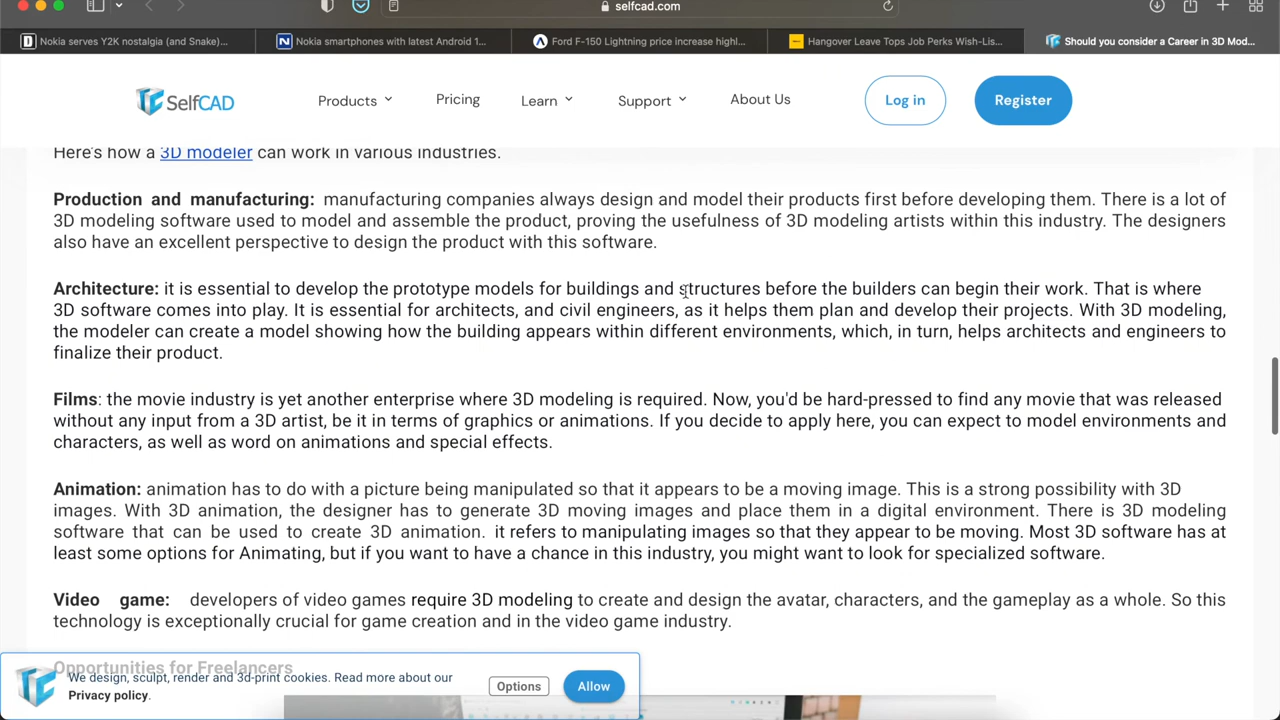 selfcad.com
Nokia serves Y2K nostalgia (and Snake)...
Nokia smartphones with latest Android 1...
Ford F-150 Lightning price increase highl...
Hangover Leave Tops Job Perks Wish-Lis...
Should you consider a Career in 3D Mod...
SelfCAD
Products
Pricing
Learn
Support
About Us
Log in
Register
Here's how a 3D modeler can work in various industries.
Production and manufacturing: manufacturing companies always design and model their products first before developing them. There is a lot of
3D modeling software used to model and assemble the product, proving the usefulness of 3D modeling artists within this industry. The designers
also have an excellent perspective to design the product with this software.
Architecture: it is essential to develop the prototype models for buildings and structures before the builders can begin their work. That is where
3D software comes into play. It is essential for architects, and civil engineers, as it helps them plan and develop their projects. With 3D modeling,
the modeler can create a model showing how the building appears within different environments, which, in turn, helps architects and engineers to
finalize their product.
Films: the movie industry is yet another enterprise where 3D modeling is required. Now, you'd be hard-pressed to find any movie that was released
without any input from a 3D artist, be it in terms of graphics or animations. If you decide to apply here, you can expect to model environments and
characters, as well as word on animations and special effects.
Animation: animation has to do with a picture being manipulated so that it appears to be a moving image. This is a strong possibility with 3D
images. With 3D animation, the designer has to generate 3D moving images and place them in a digital environment. There is 3D modeling
software that can be used to create 3D animation. it refers to manipulating images so that they appear to be moving. Most 3D software has at
least some options for Animating, but if you want to have a chance in this industry, you might want to look for specialized software.
Video game: developers of video games require 3D modeling to create and design the avatar, characters, and the gameplay as a whole. So this
technology is exceptionally crucial for game creation and in the video game industry.
Opportunities for Freelancers
We design, sculpt, render and 3d-print cookies. Read more about our
Privacy policy.
Options
Allow